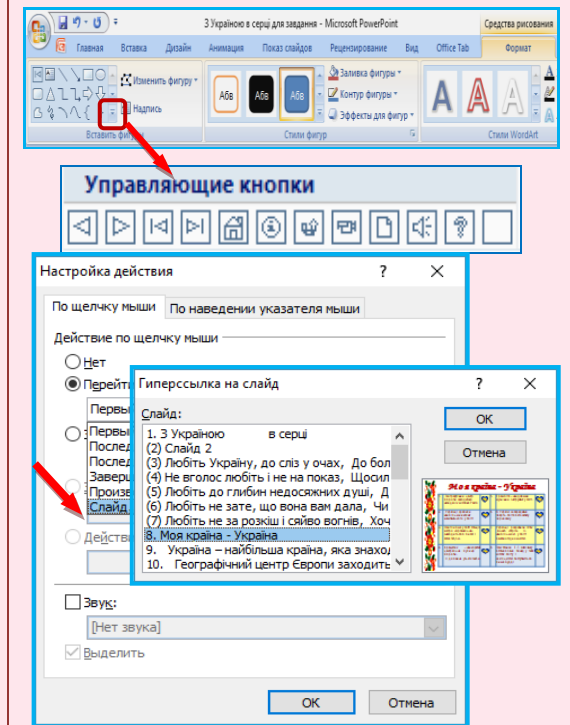 З Україною в серці для завдання - Microsoft PowerPoint
Средства рисования
Главная Вставка Дизайн Анимация Показ слайдов Рецензирование Вид Office Tab Формат
Изменить фигуру
Надпись
Абв Абв Абв
Заливка фигуры
Контур фигуры
Эффекты для фигур
А А А
Вставить фигуры
Стили фигур
Стили WordArt
Управляющие кнопки
Настройка действия ? X
По щелчку мыши По наведении указателя мыши
Действие по щелчку мыши
Нет
Перейти
Первы
Первы
Послед
Послед
Заверш
Произв
Слайд
Действ
Гиперссылка на слайд ? X
Слайд:
1. З Україною в серці
(2) Слайд 2
(3) Любіть Україну, до сліз у очах, До бол
(4) Не вголос любіть і не на показ, Щосил
(5) Любіть до глибин недосяжних душі, Д
(6) Любіть не зате, що вона вам дала, Чи
(7) Любіть не за розкіш і сяйво вогнів, Хоч
8. Моя країна - Україна
9. Україна – найбільша країна, яка знаход
10. Географічний центр Європи заходить
ОК
Отмена
Моя країна - Україна
Звук:
[Нет звука]
Выделить
ОК
Отмена